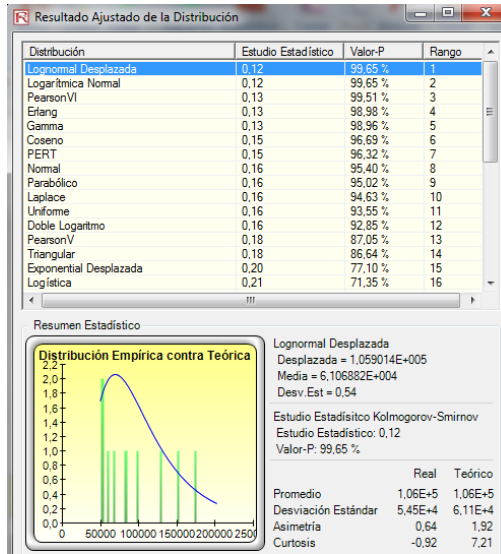 Resultado Ajustado de la Distribución
Distribución Estudio Estadístico Valor-P Rango
Lognormal Desplazada 0,12 99,65 % 1
Logarítmica Normal 0,12 99,65 % 2
PearsonVI 0,13 99,51 % 3
Erlang 0,13 98,98 % 4
Gamma 0,13 98,96 % 5
Coseno 0,15 96,69 % 6
PERT 0,15 96,32 % 7
Normal 0,16 95,40 % 8
Parabólico 0,16 95,02 % 9
Laplace 0,16 94,63 % 10
Uniforme 0,16 93,55 % 11
Doble Logaritmo 0,16 92,85 % 12
PearsonV 0,18 87,05 % 13
Triangular 0,18 86,64 % 14
Exponential Desplazada 0,20 77,10 % 15
Logística 0,21 71,35 % 16
Resumen Estadístico
Distribución Empírica contra Teórica
2,2
2,0
1,8
1,6
1,4
1,2
1,0
0,8
0,6
0,4
0,2
0,0
0 50000 100000 150000 200000 2500
Lognormal Desplazada
Desplazada = 1,059014E+005
Media = 6,106882E+004
Desv.Est = 0,54
Estudio Estadísitco Kolmogorov-Smirnov
Estudio Estadístico: 0,12
Valor-P: 99,65 %
Real Teórico
Promedio 1,06E+5 1,06E+5
Desviación Estándar 5,45E+4 6,11E+4
Asimetría 0,64 1,92
Curtosis -0,92 7,21